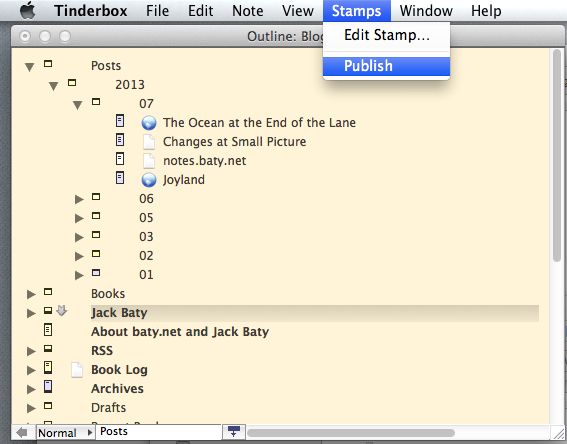 Tinderbox File Edit Note View Stamps Window Help
Outline: Blog
Edit Stamp...
Publish
Posts
2013
07
The Ocean at the End of the Lane
Changes at Small Picture
notes.baty.net
Joyland
06
05
03
02
01
Books
Jack Baty
About baty.net and Jack Baty
RSS
Book Log
Archives
Drafts
Normal Posts